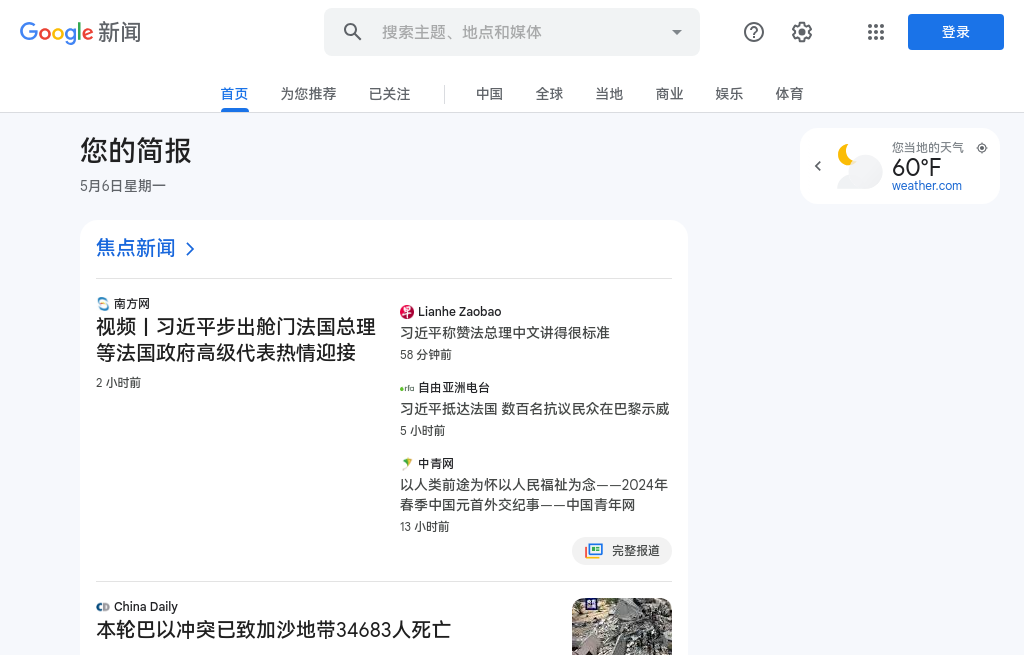 Google 新闻
搜索主题、地点和媒体
登录
首页
为您推荐
已关注
中国
全球
当地
商业
娱乐
体育
您的简报
5月6日星期一
您当地的天气
60°F
weather.com
焦点新闻
南方网
视频丨习近平步出舱门法国总理
等法国政府高级代表热情迎接
2 小时前
Lianhe Zaobao
习近平称赞法总理中文讲得很标准
58 分钟前
rfa 自由亚洲电台
习近平抵达法国 数百名抗议民众在巴黎示威
5 小时前
中青网
以人类前途为怀以人民福祉为念——2024年
春季中国元首外交纪事——中国青年网
13 小时前
完整报道
CD China Daily
本轮巴以冲突已致加沙地带34683人死亡